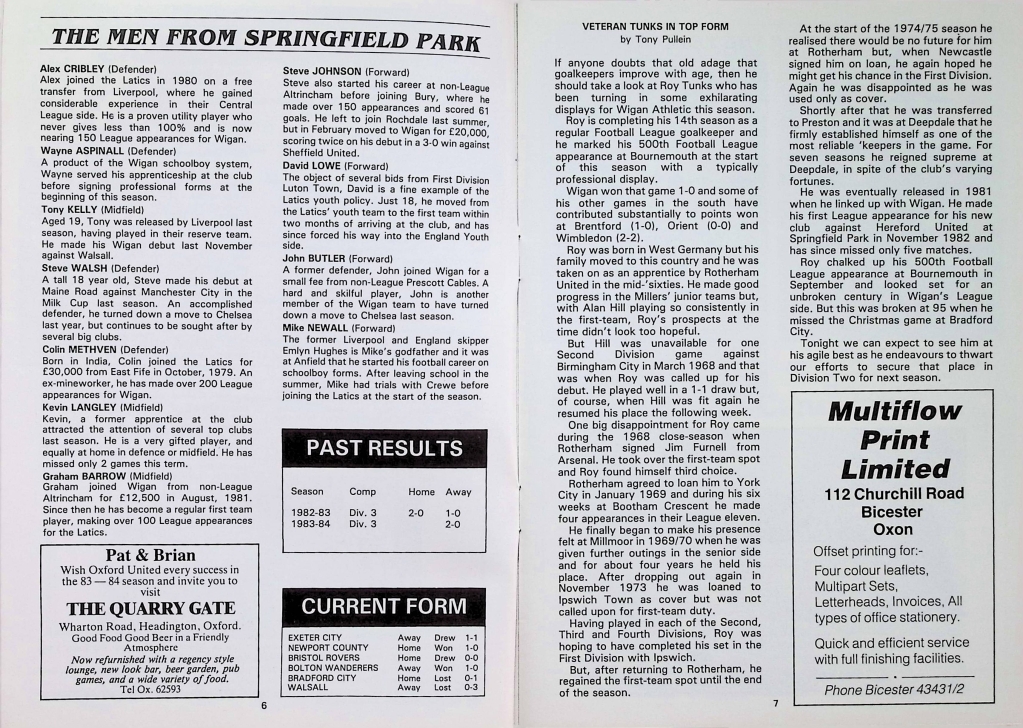 THE MEN FROM SPRINGFIELD PARK
Alex CRIBLEY (Defender)
Alex joined the Latics in 1980 on a free
transfer from Liverpool, where he gained
considerable experience in their Central
League side. He is a proven utility player who
never gives less than 100% and is now
nearing 150 League appearances for Wigan.
Wayne ASPINALL (Defender)
A product of the Wigan schoolboy system,
Wayne served his apprenticeship at the club
before signing professional forms at the
beginning of this season.
Tony KELLY (Midfield)
Aged 19, Tony was released by Liverpool last
season, having played in their reserve team.
He made his Wigan debut last November
against Walsall.
Steve WALSH (Defender)
A tall 18 year old, Steve made his debut at
Maine Road against Manchester City in the
Milk Cup last season. An accomplished
defender, he turned down a move to Chelsea
last year, but continues to be sought after by
several big clubs.
Colin METHVEN (Defender)
Born in India, Colin joined the Latics for
£30,000 from East Fife in October, 1979. An
ex-mineworker, he has made over 200 League
appearances for Wigan.
Kevin LANGLEY (Midfield)
Kevin, a former apprentice at the club
attracted the attention of several top clubs
last season. He is a very gifted player, and
equally at home in defence or midfield. He has
missed only 2 games this term.
Graham BARROW (Midfield)
Graham joined Wigan from non-League
Altrincham for £12,500 in August, 1981.
Since then he has become a regular first team
player, making over 100 League appearances
for the Latics.
Pat & Brian
Wish Oxford United every success in
the 83 — 84 season and invite you to
visit
THE QUARRY GATE
Wharton Road, Headington, Oxford.
Good Food Good Beer in a Friendly
Atmosphere
Now refurnished with a regency style
lounge, new look bar, beer garden, pub
games, and a wide variety of food.
Tel Ox. 62593
Steve JOHNSON (Forward)
Steve also started his career at non-League
Altrincham before joining Bury, where he
made over 150 appearances and scored 61
goals. He left to join Rochdale last summer,
but in February moved to Wigan for £20,000,
scoring twice on his debut in a 3-0 win against
Sheffield United.
David LOWE (Forward)
The object of several bids from First Division
Luton Town, David is a fine example of the
Latics youth policy. Just 18, he moved from
the Latics' youth team to the first team within
two months of arriving at the club, and has
since forced his way into the England Youth
side.
John BUTLER (Forward)
A former defender, John joined Wigan for a
small fee from non-League Prescott Cables. A
hard and skilful player, John is another
member of the Wigan team to have turned
down a move to Chelsea last season.
Mike NEWALL (Forward)
The former Liverpool and England skipper
Emlyn Hughes is Mike's godfather and it was
at Anfield that he started his football career on
schoolboy forms. After leaving school in the
summer, Mike had trials with Crewe before
joining the Latics at the start of the season.
PAST RESULTS
Season Comp Home Away
1982-83 Div. 3 2-0 1-0
1983-84 Div. 3 2-0
CURRENT FORM
EXETER CITY Away Drew 1-1
NEWPORT COUNTY Home Won 1-0
BRISTOL ROVERS Home Drew 0-0
BOLTON WANDERERS Away Won 1-0
BRADFORD CITY Home Lost 0-1
WALSALL Away Lost 0-3
6
VETERAN TUNKS IN TOP FORM
by Tony Pullein
If anyone doubts that old adage that
goalkeepers improve with age, then he
should take a look at Roy Tunks who has
been turning in some exhilarating
displays for Wigan Athletic this season.
Roy is completing his 14th season as a
regular Football League goalkeeper and
he marked his 500th Football League
appearance at Bournemouth at the start
of this season with a typically
professional display.
Wigan won that game 1-0 and some of
his other games in the south have
contributed substantially to points won
at Brentford (1-0), Orient (0-0) and
Wimbledon (2-2).
Roy was born in West Germany but his
family moved to this country and he was
taken on as an apprentice by Rotherham
United in the mid-'sixties. He made good
progress in the Millers' junior teams but,
with Alan Hill playing so consistently in
the first-team, Roy's prospects at the
time didn't look too hopeful.
But Hill was unavailable for one
Second Division game against
Birmingham City in March 1968 and that
was when Roy was called up for his
debut. He played well in a 1-1 draw but,
of course, when Hill was fit again he
resumed his place the following week.
One big disappointment for Roy came
during the 1968 close-season when
Rotherham signed Jim Furnell from
Arsenal. He took over the first-team spot
and Roy found himself third choice.
Rotherham agreed to loan him to York
City in January 1969 and during his six
weeks at Bootham Crescent he made
four appearances in their League eleven.
He finally began to make his presence
felt at Millmoor in 1969/70 when he was
given further outings in the senior side
and for about four years he held his
place. After dropping out again in
November 1973 he was loaned to
Ipswich Town as cover but was not
called upon for first-team duty.
Having played in each of the Second,
Third and Fourth Divisions, Roy was
hoping to have completed his set in the
First Division with Ipswich.
But, after returning to Rotherham, he
regained the first-team spot until the end
of the season.
At the start of the 1974/75 season he
realised there would be no future for him
at Rotherham but, when Newcastle
signed him on loan, he again hoped he
might get his chance in the First Division.
Again he was disappointed as he was
used only as cover.
Shortly after that he was transferred
to Preston and it was at Deepdale that he
firmly established himself as one of the
most reliable 'keepers in the game. For
seven seasons he reigned supreme at
Deepdale, in spite of the club's varying
fortunes.
He was eventually released in 1981
when he linked up with Wigan. He made
his first League appearance for his new
club against Hereford United at
Springfield Park in November 1982 and
has since missed only five matches.
Roy chalked up his 500th Football
League appearance at Bournemouth in
September and looked set for an
unbroken century in Wigan's League
side. But this was broken at 95 when he
missed the Christmas game at Bradford
City.
Tonight we can expect to see him at
his agile best as he endeavours to thwart
our efforts to secure that place in
Division Two for next season.
Multiflow
Print
Limited
112 Churchill Road
Bicester
Oxon
Offset printing for:-
Four colour leaflets,
Multipart Sets,
Letterheads, Invoices, All
types of office stationery.
Quick and efficient service
with full finishing facilities.
Phone Bicester 43431/2
7